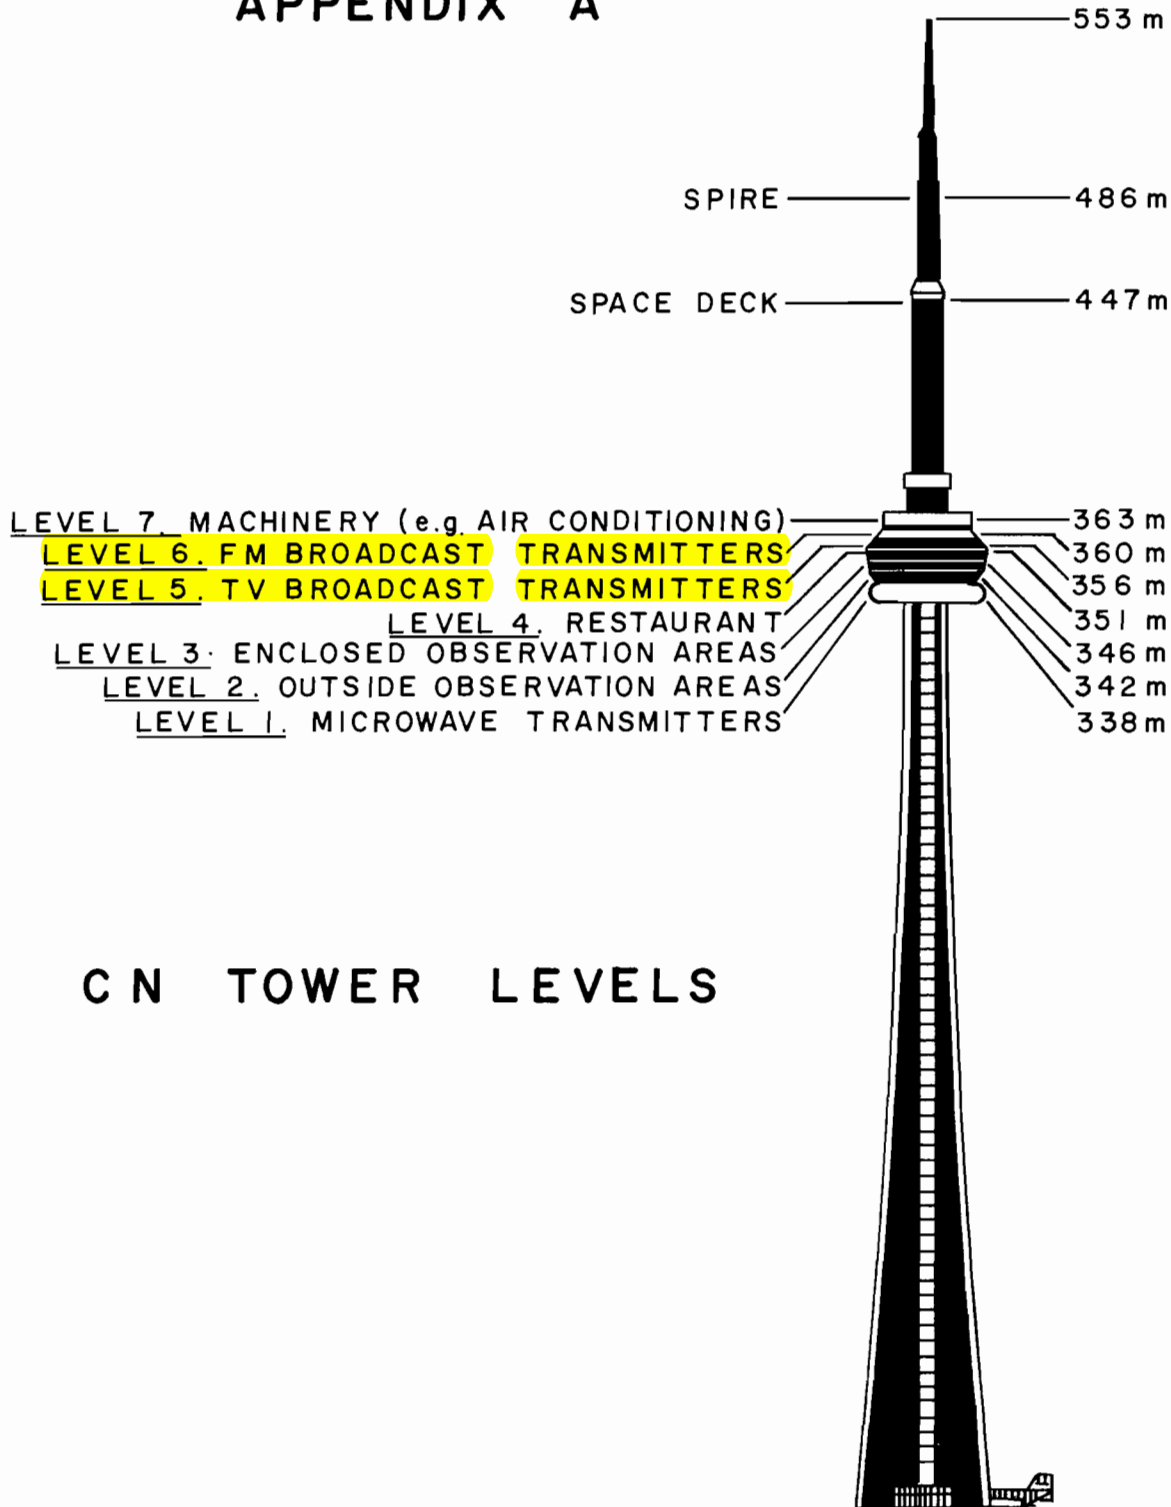 APPENDIX A
553 m
SPIRE 486 m
SPACE DECK 447 m
LEVEL 7. MACHINERY (e.g. AIR CONDITIONING) 363 m
LEVEL 6. FM BROADCAST TRANSMITTERS 360 m
LEVEL 5. TV BROADCAST TRANSMITTERS 356 m
LEVEL 4. RESTAURANT 351 m
LEVEL 3. ENCLOSED OBSERVATION AREAS 346 m
LEVEL 2. OUTSIDE OBSERVATION AREAS 342 m
LEVEL 1. MICROWAVE TRANSMITTERS 338 m
CN TOWER LEVELS